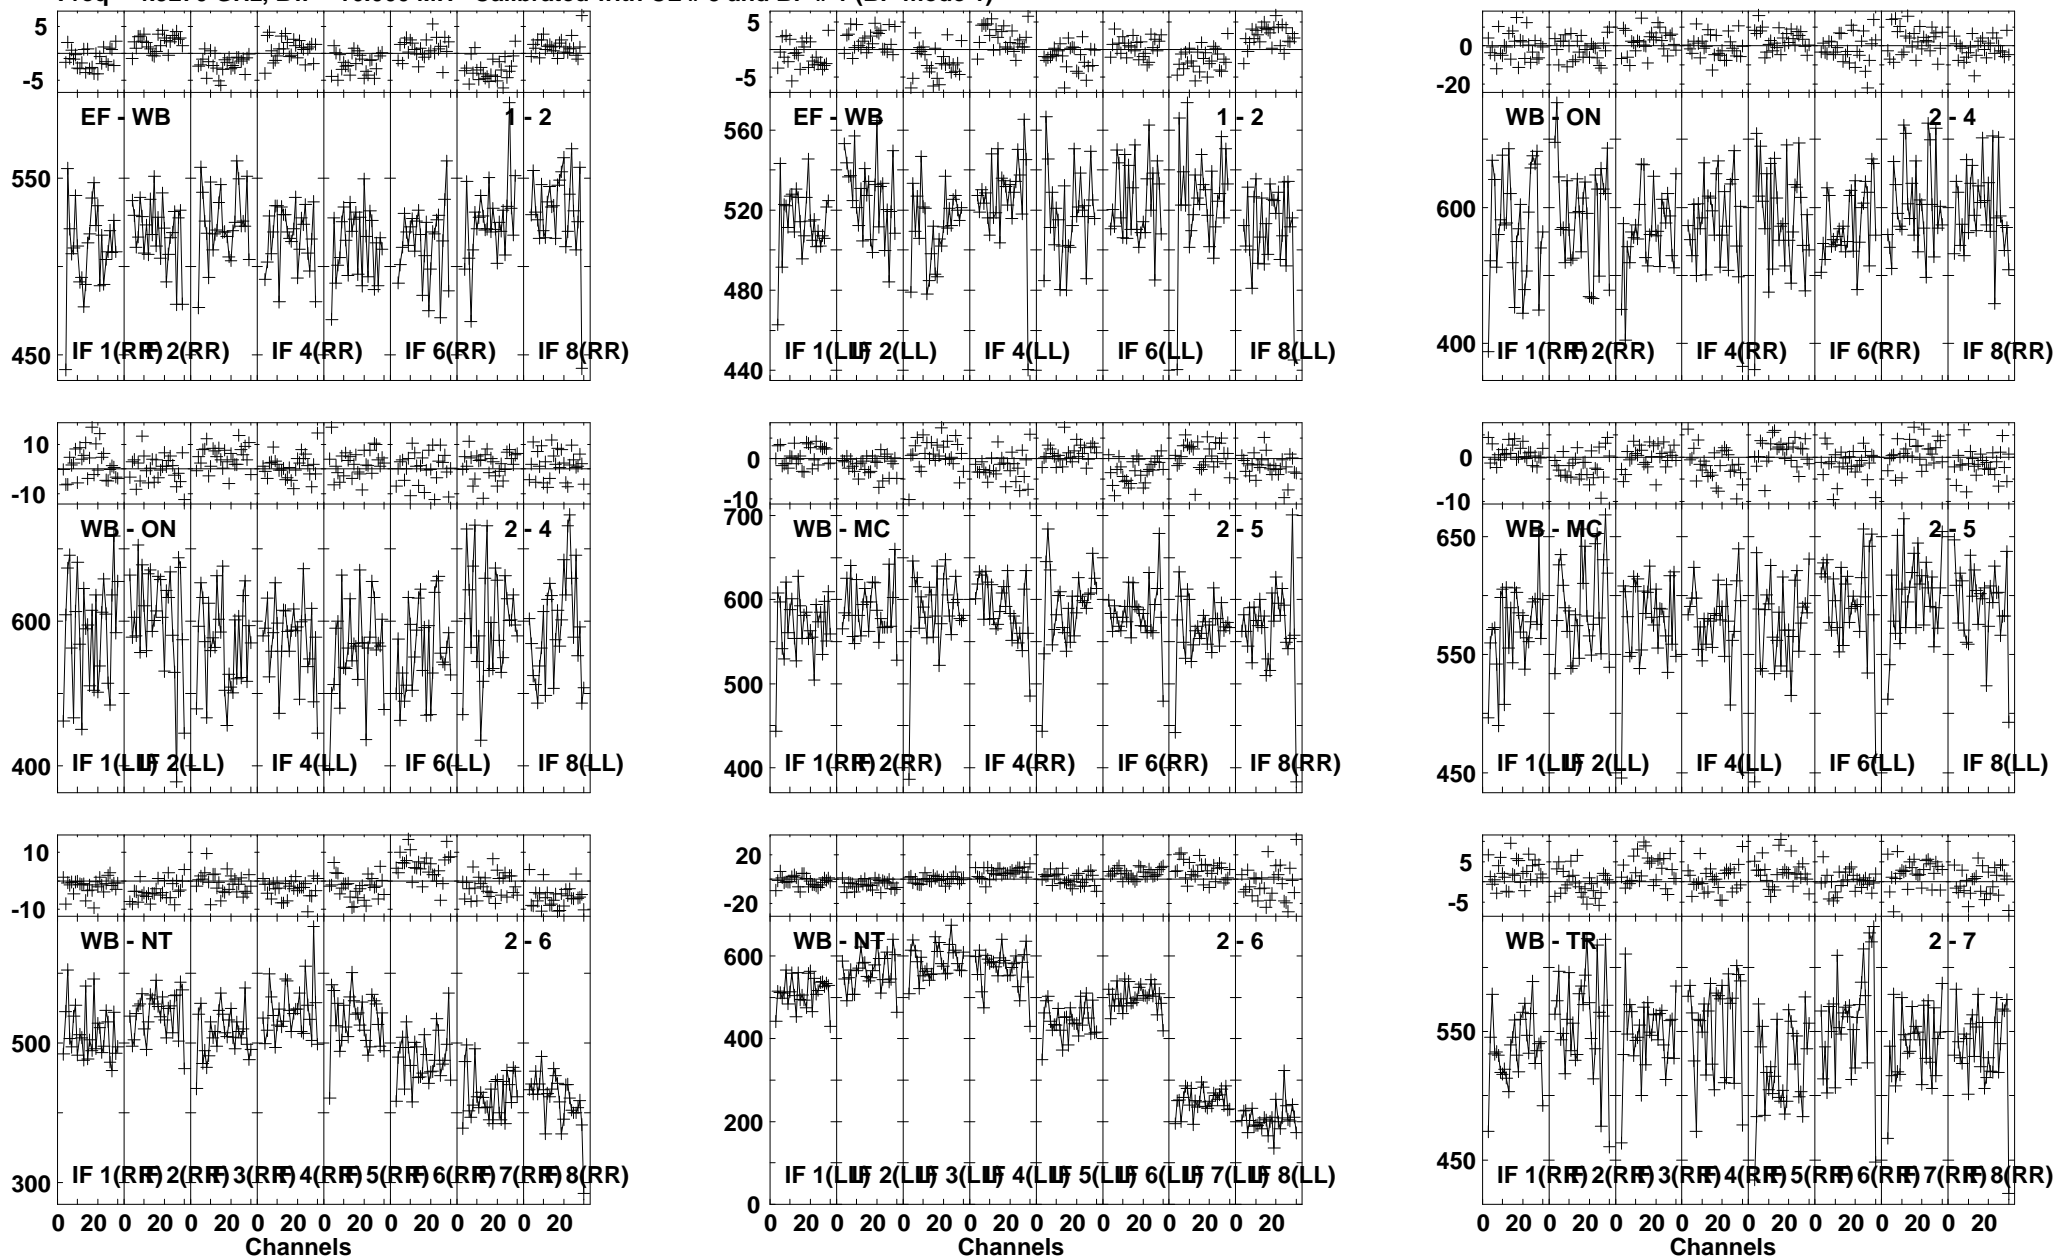 Calibrated with CL # and BP # 1 (BP mode 1)
5
-5
EF - WB
1 - 2
550
450
IF 1(RR)
IF 2(RR)
IF 4(RR)
IF 6(RR)
IF 8(RR)
5
-5
EF - WB
1 - 2
560
520
480
440
IF 1(LL)
IF 2(LL)
IF 4(LL)
IF 6(LL)
IF 8(LL)
0
-20
WB - ON
2 - 4
600
400
IF 1(RR)
IF 2(RR)
IF 4(RR)
IF 6(RR)
IF 8(RR)
10
-10
WB - ON
2 - 4
600
400
IF 1(LL)
IF 2(LL)
IF 4(LL)
IF 6(LL)
IF 8(LL)
0
-10
WB - MC
2 - 5
700
600
500
400
IF 1(RR)
IF 2(RR)
IF 4(RR)
IF 6(RR)
IF 8(RR)
0
-10
WB - MC
2 - 5
650
550
450
IF 1(LL)
IF 2(LL)
IF 4(LL)
IF 6(LL)
IF 8(LL)
10
-10
WB - NT
2 - 6
500
300
IF 1(RR)
IF 2(RR)
IF 3(RR)
IF 4(RR)
IF 5(RR)
IF 6(RR)
IF 7(RR)
IF 8(RR)
0 20 0 20 0 20 0 20 0 20 0 20 0 20 0 20
Channels
20
-20
WB - NT
2 - 6
600
400
200
0
IF 1(LL)
IF 2(LL)
IF 3(LL)
IF 4(LL)
IF 5(LL)
IF 6(LL)
IF 7(LL)
IF 8(LL)
0 20 0 20 0 20 0 20 0 20 0 20 0 20 0 20
Channels
5
-5
WB - TR
2 - 7
550
450
IF 1(RR)
IF 2(RR)
IF 3(RR)
IF 4(RR)
IF 5(RR)
IF 6(RR)
IF 7(RR)
IF 8(RR)
0 20 0 20 0 20 0 20 0 20 0 20 0 20 0 20
Channels